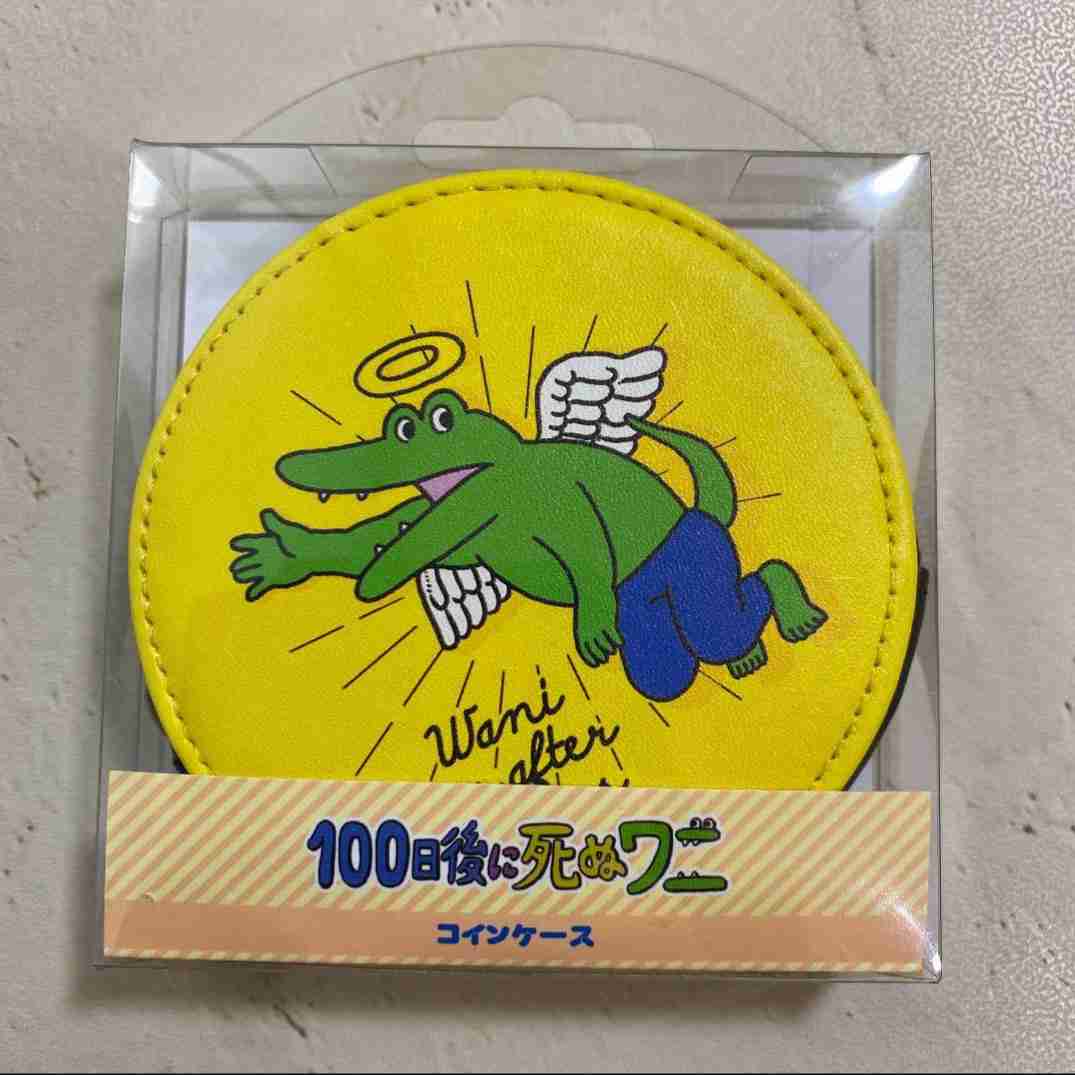 Wani
after
100日後に死ぬワニ
コインケース